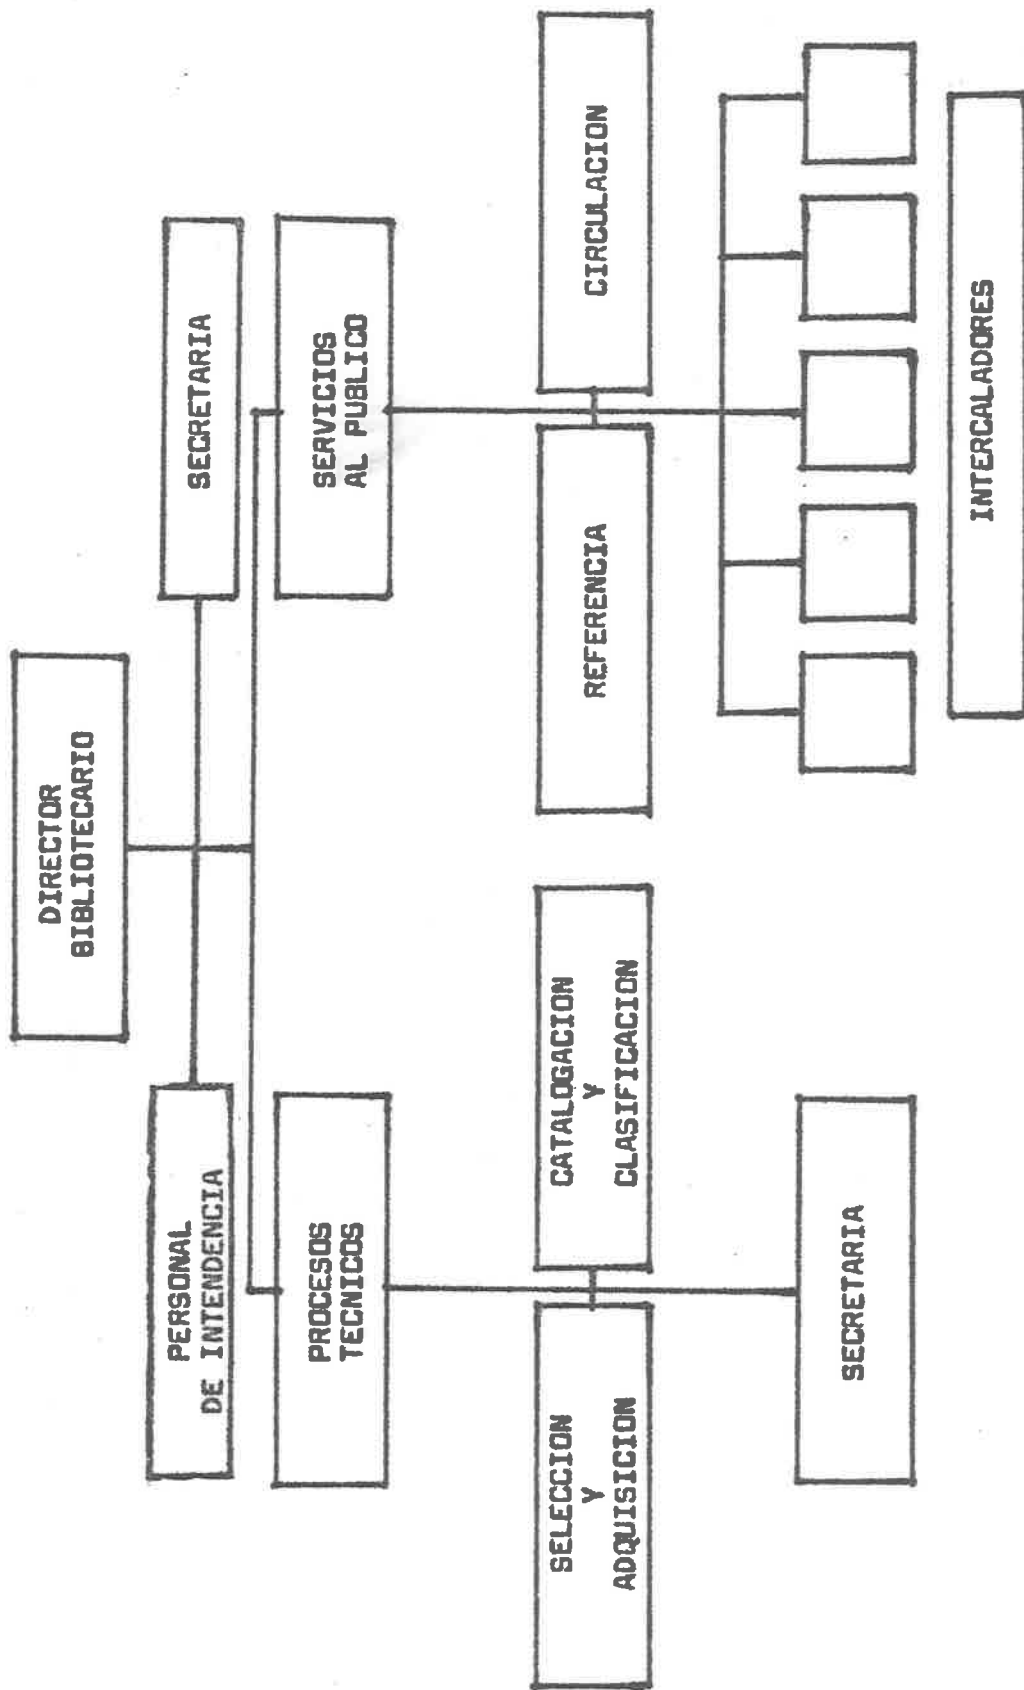 DIRECTOR
BIBLIOTECARIO
PERSONAL
DE INTENDENCIA
SECRETARIA
PROCESOS
TECNICOS
SERVICIOS
AL PUBLICO
SELECCION
Y
ADQUISICION
CATALOGACION
Y
CLASIFICACION
REFERENCIA
CIRCULACION
SECRETARIA
INTERCALADORES